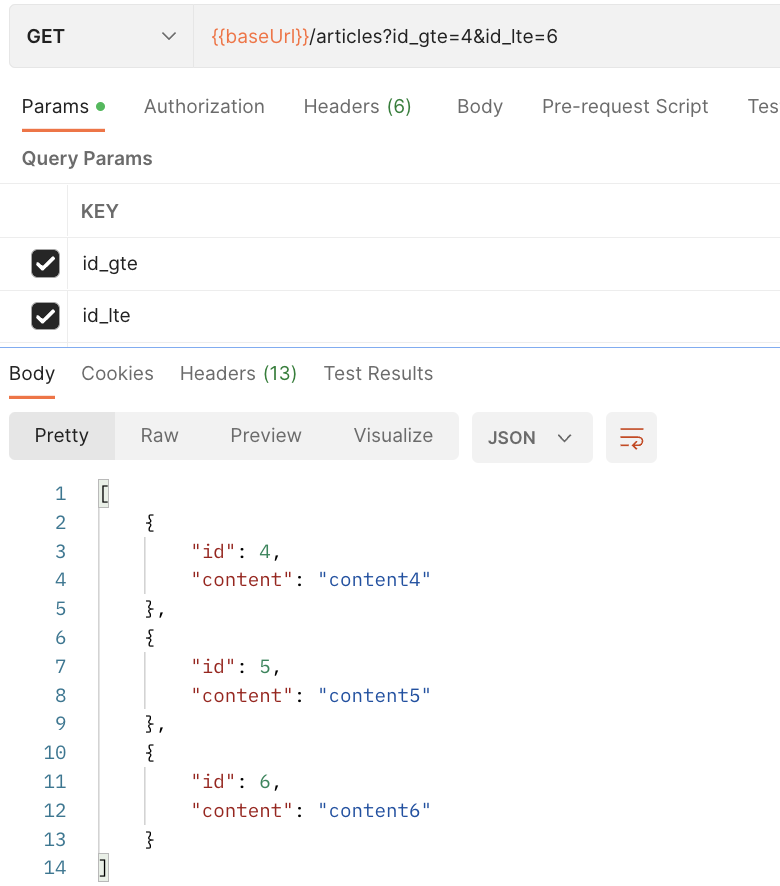 GET {{baseUrl}}/articles?id_gte=4&id_lte=6
Params Authorization Headers (6) Body Pre-request Script Tes
Query Params
KEY
id_gte
id_lte
Body Cookies Headers (13) Test Results
Pretty Raw Preview Visualize JSON
1 [
2 {
3 "id": 4,
4 "content": "content4"
5 },
6 {
7 "id": 5,
8 "content": "content5"
9 },
10 {
11 "id": 6,
12 "content": "content6"
13 }
14 ]